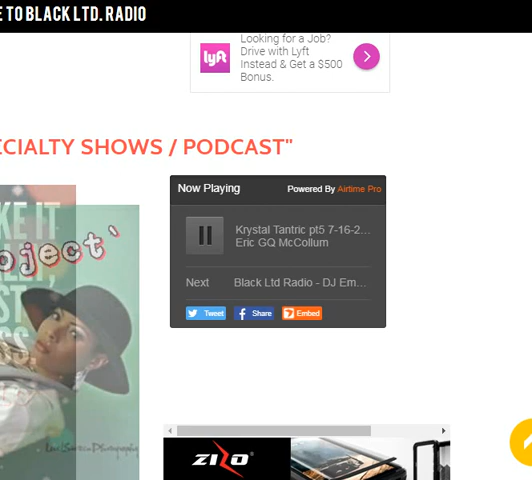 E TO BLACK LTD. RADIO
Looking for a Job?
Drive with Lyft
Instead & Get a $500
Bonus.
lyft
ECIALTY SHOWS / PODCAST"
Now Playing
Powered By Airtime Pro
Krystal Tantric pt5 7-16-2...
Eric GQ McCollum
Next
Black Ltd Radio - DJ Em...
Tweet
Share
Embed
KE IT
oject'
ZIZO